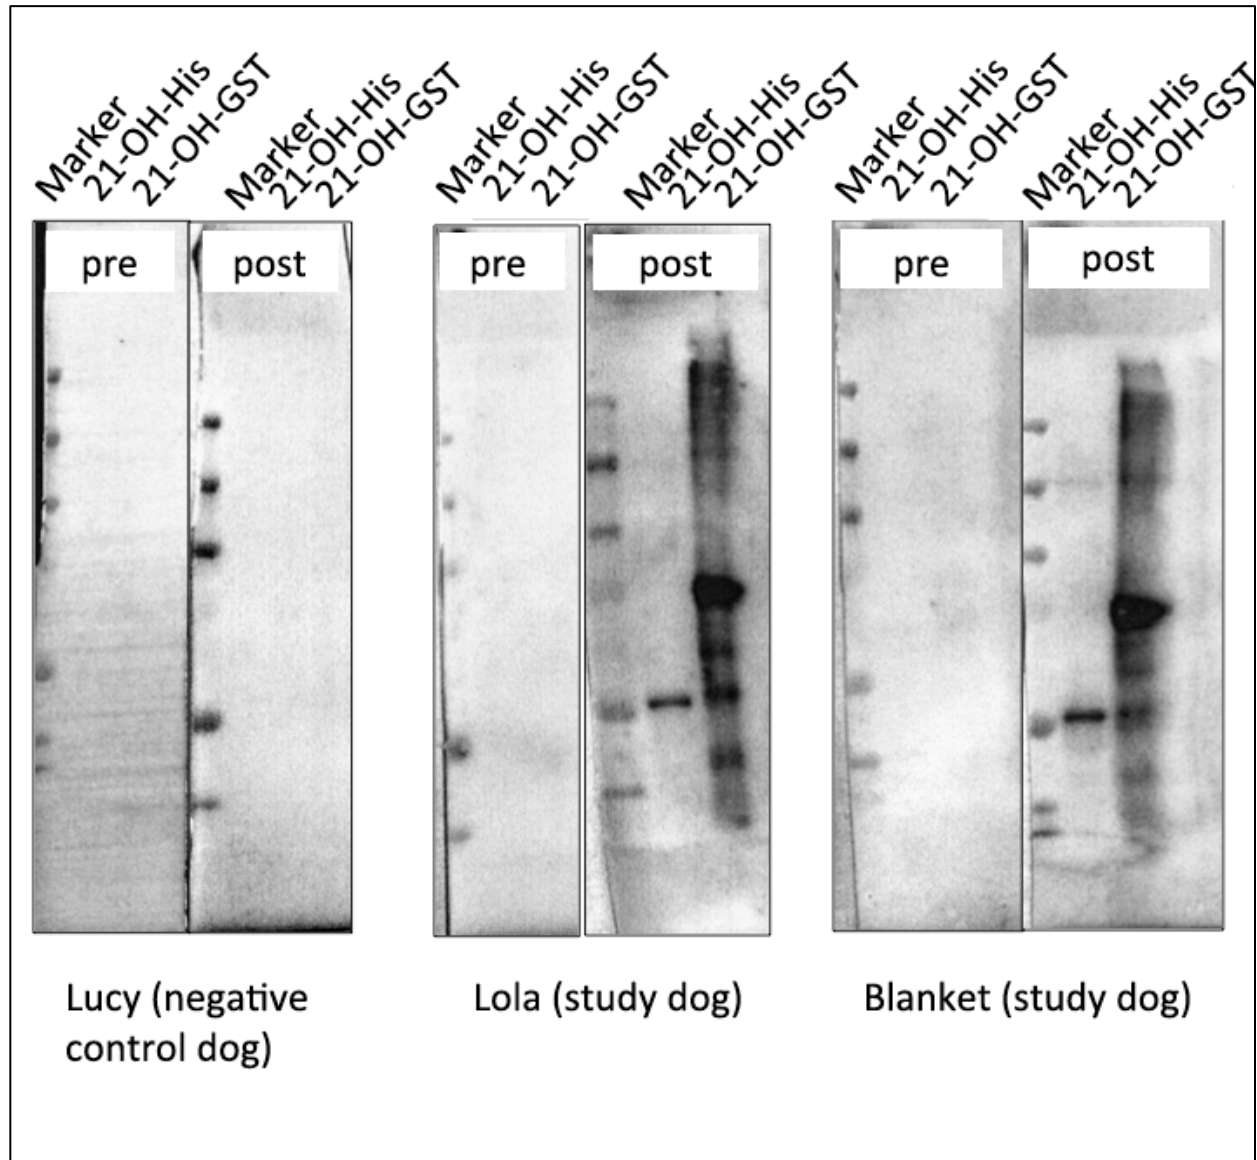 Marker
21-OH-His
21-OH-GST
Marker
21-OH-His
21-OH-GST
Marker
21-OH-His
21-OH-GST
Marker
21-OH-His
21-OH-GST
Marker
21-OH-His
21-OH-GST
Marker
21-OH-His
21-OH-GST
pre
post
pre
post
pre
post
Lucy (negative
control dog)
Lola (study dog)
Blanket (study dog)